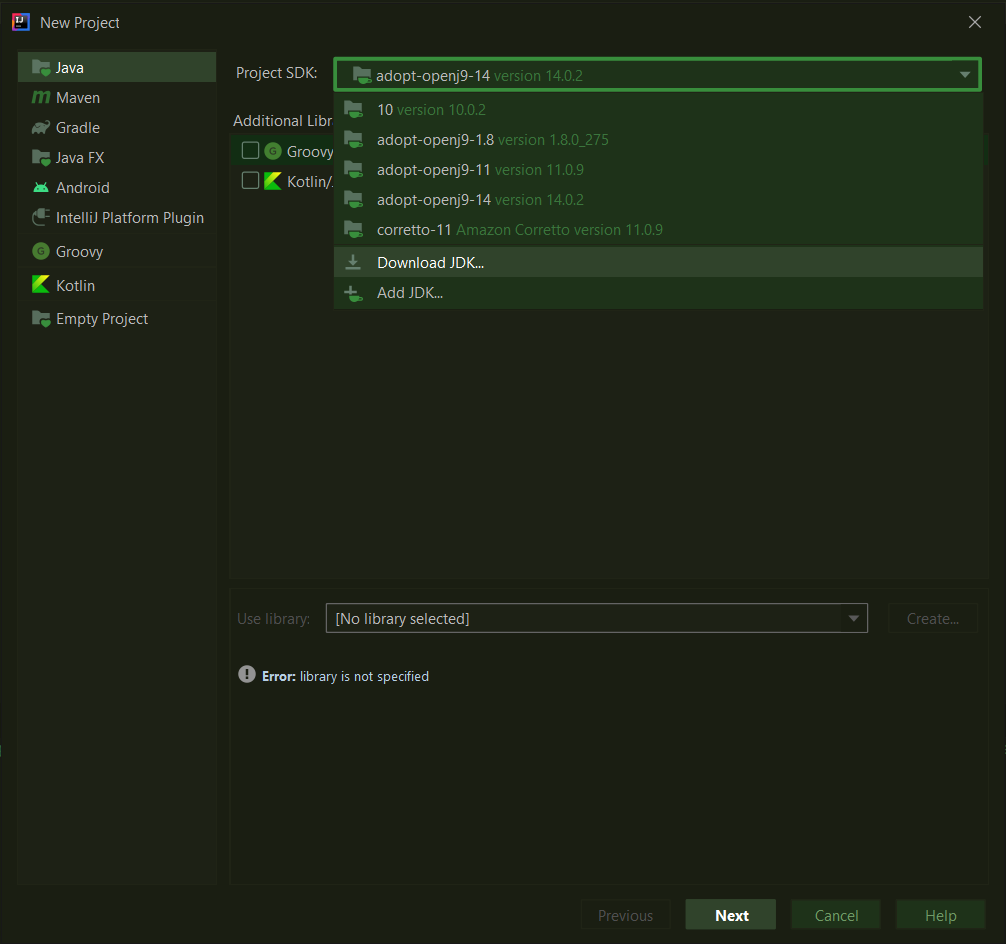 New Project
Java
Maven
Gradle
Java FX
Android
IntelliJ Platform Plugin
Groovy
Kotlin
Empty Project
Project SDK: adopt-openj9-14 version 14.0.2
10 version 10.0.2
adopt-openj9-1.8 version 1.8.0_275
adopt-openj9-11 version 11.0.9
adopt-openj9-14 version 14.0.2
corretto-11 Amazon Corretto version 11.0.9
Download JDK...
Add JDK...
Additional Libr
Groovy
Kotlin/
Use library: [No library selected] Create...
Error: library is not specified
Previous Next Cancel Help